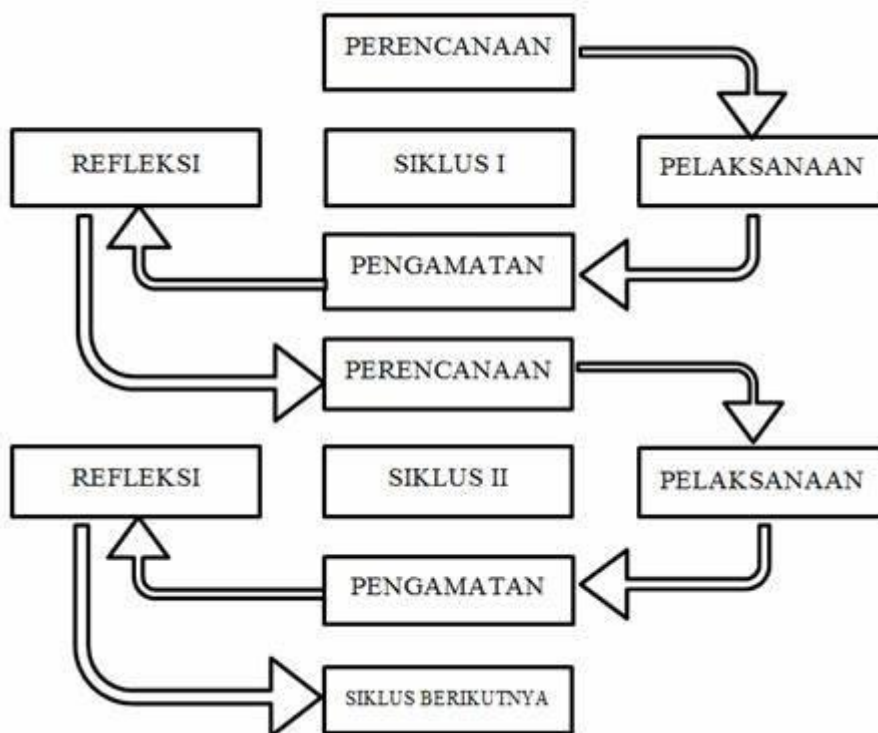 PERENCANAAN
REFLEKSI
SIKLUS I
PELAKSANAAN
PENGAMATAN
PERENCANAAN
REFLEKSI
SIKLUS II
PELAKSANAAN
PENGAMATAN
SIKLUS BERIKUTNYA